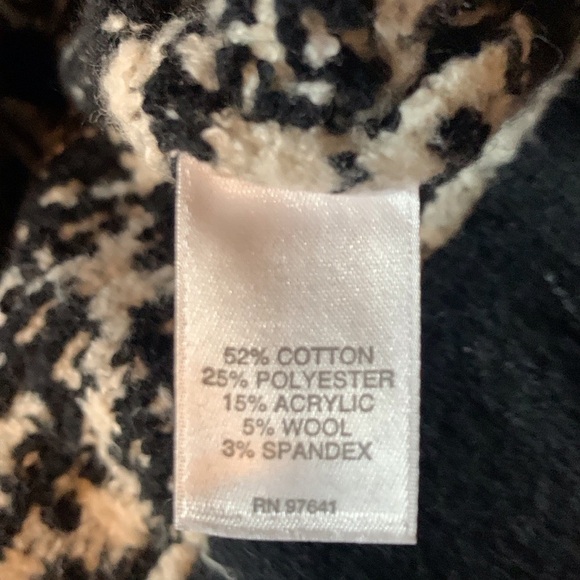 52% COTTON
25% POLYESTER
15% ACRYLIC
5% WOOL
3% SPANDEX
RN 97641